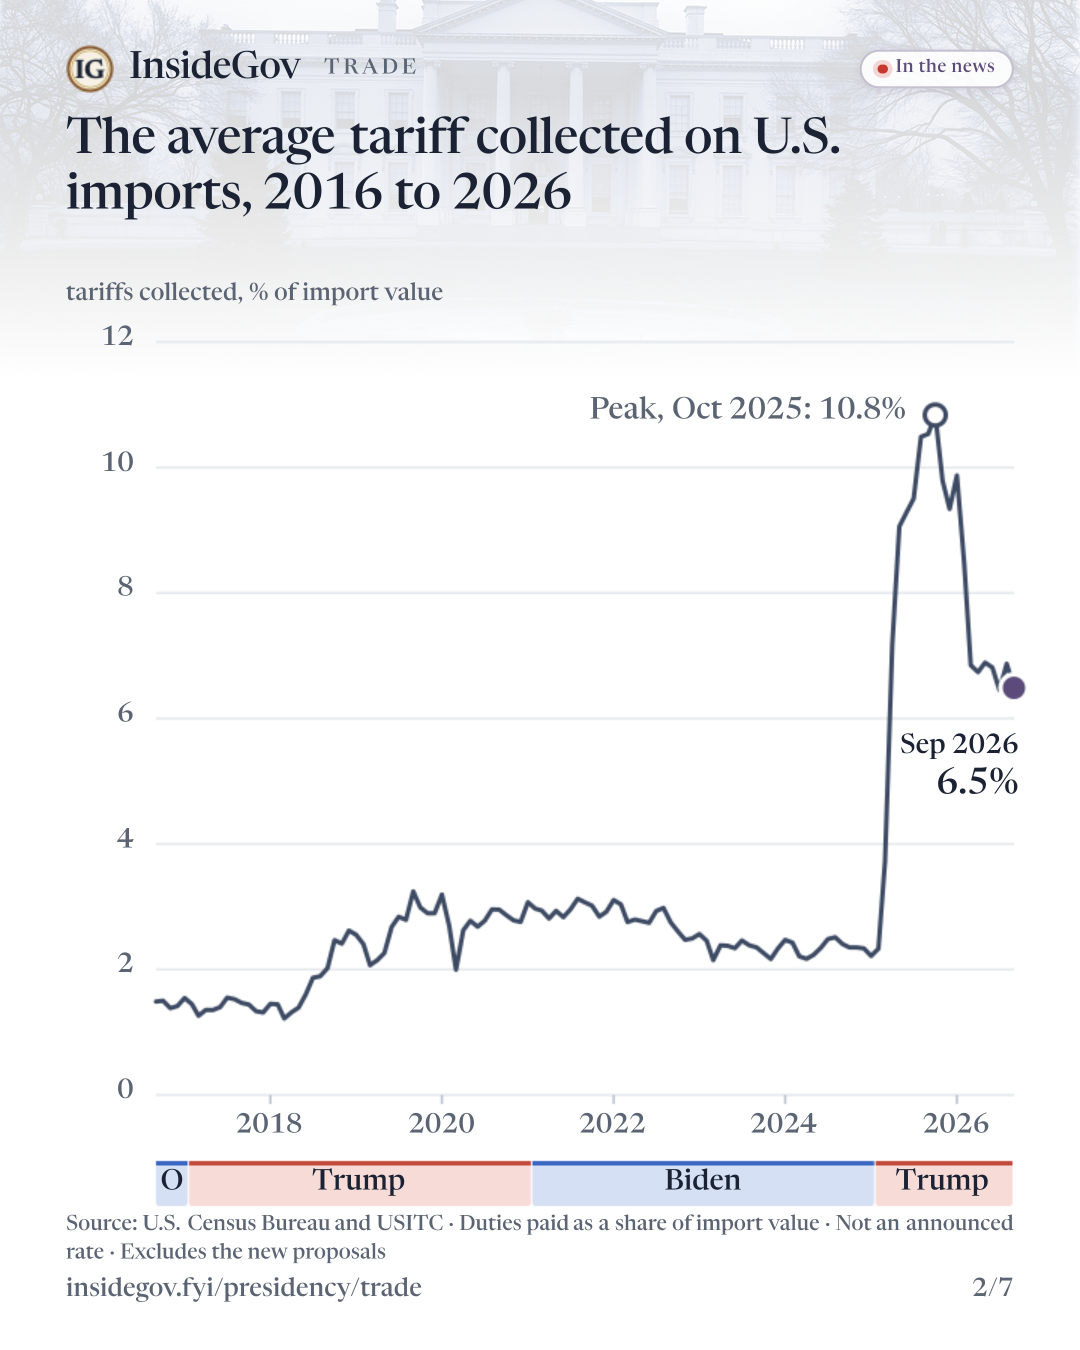 IG InsideGov TRADE
In the news
The average tariff collected on U.S.
imports, 2016 to 2026
tariffs collected, % of import value
12
Peak, Oct 2025: 10.8%
10
8
6
Sep 2026
6.5%
4
2
0
2018 2020 2022 2024 2026
O Trump Biden Trump
Source: U.S. Census Bureau and USITC · Duties paid as a share of import value · Not an announced
rate · Excludes the new proposals
insidegov.fyi/presidency/trade 2/7